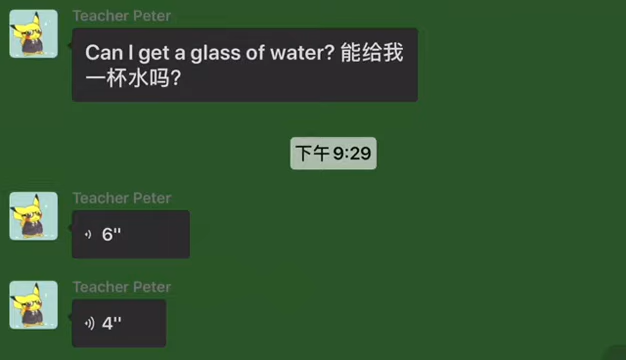 Teacher Peter
Can I get a glass of water? 能给我
一杯水吗?
下午 9:29
Teacher Peter
6"
Teacher Peter
4"